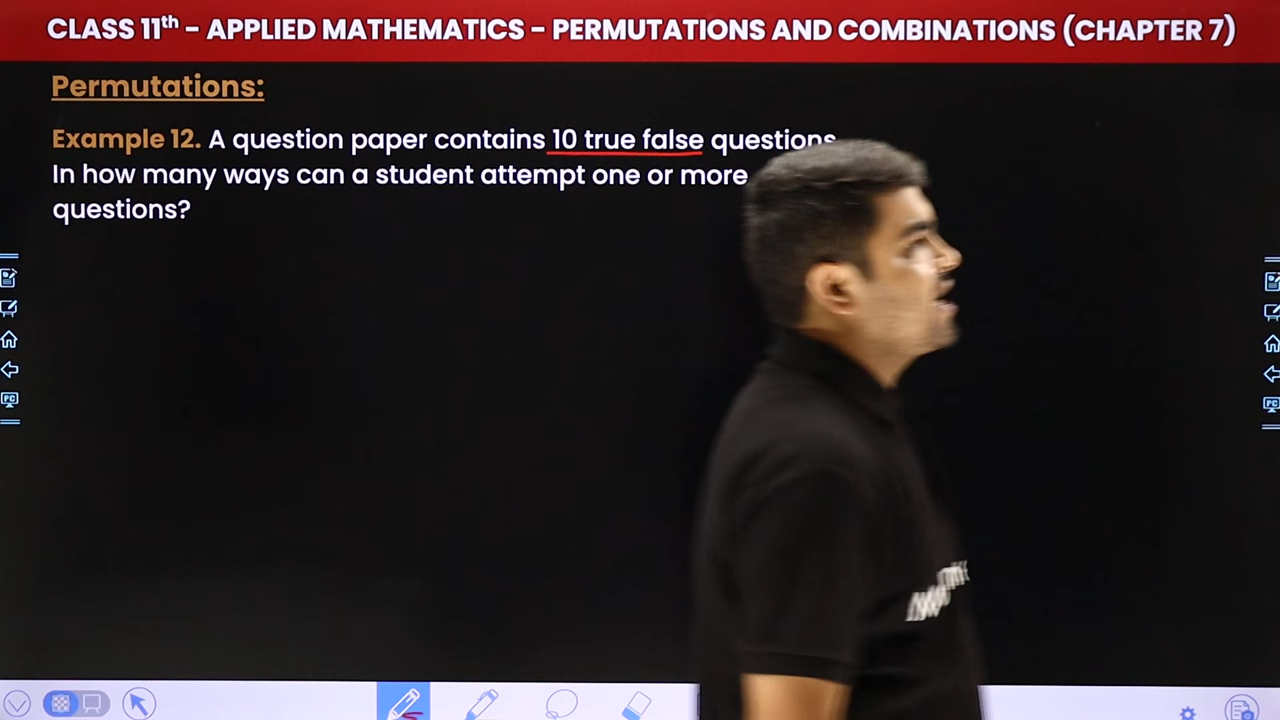 CLASS 11th – APPLIED MATHEMATICS – PERMUTATIONS AND COMBINATIONS (CHAPTER 7)
Permutations:
Example 12. A question paper contains 10 true false questions
In how many ways can a student attempt one or more
questions?